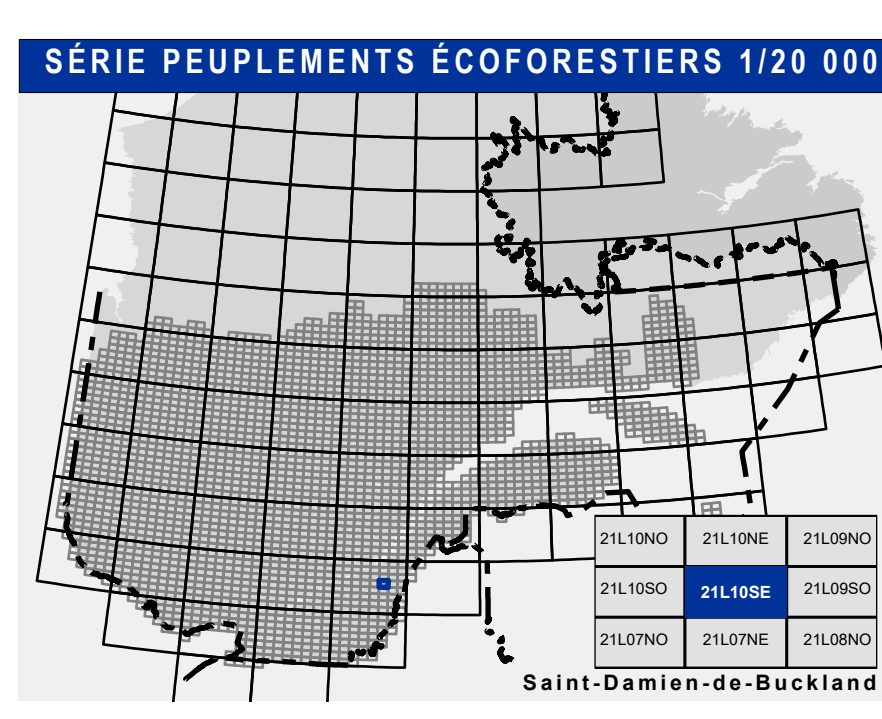 SÉRIE PEUPLEMENTS ÉCOFORESTIERS 1/20 000
21L10NO 21L10NE 21L09NO
21L10SO 21L10SE 21L09SO
21L07NO 21L07NE 21L08NO
Saint-Damien-de-Buckland